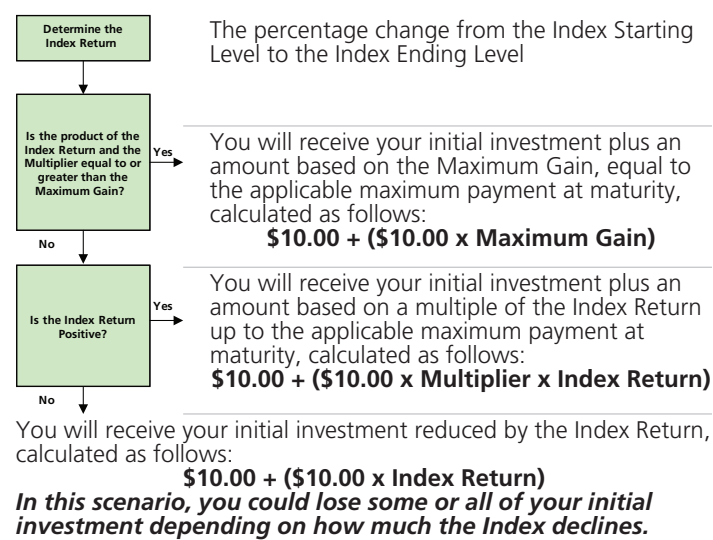 Determine the
Index Return
The percentage change from the Index Starting
Level to the Index Ending Level
Is the product of the
Index Return and the
Multiplier equal to or
greater than the
Maximum Gain?
Yes
You will receive your initial investment plus an
amount based on the Maximum Gain, equal to
the applicable maximum payment at maturity,
calculated as follows:
$10.00 + ($10.00 x Maximum Gain)
No
Is the Index Return
Positive?
Yes
You will receive your initial investment plus an
amount based on a multiple of the Index Return
up to the applicable maximum payment at
maturity, calculated as follows:
$10.00 + ($10.00 x Multiplier x Index Return)
No
You will receive your initial investment reduced by the Index Return,
calculated as follows:
$10.00 + ($10.00 x Index Return)
In this scenario, you could lose some or all of your initial
investment depending on how much the Index declines.